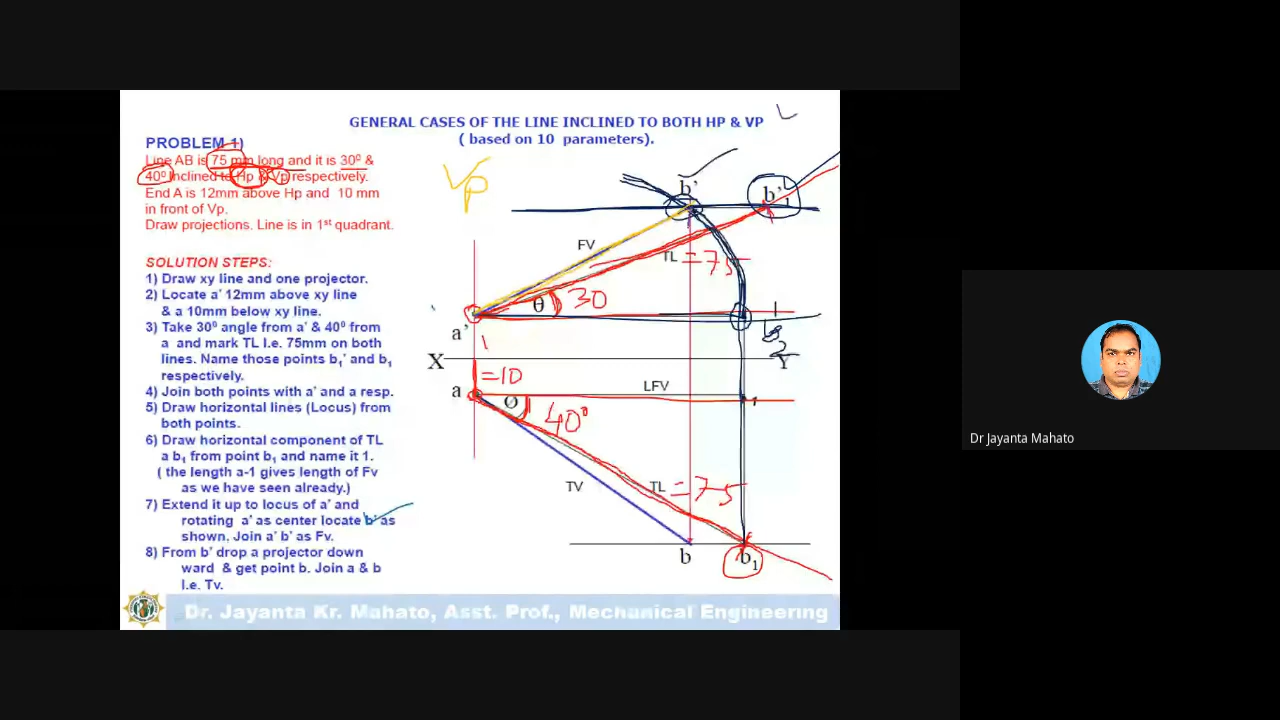 GENERAL CASES OF THE LINE INCLINED TO BOTH HP & VP
( based on 10 parameters).
PROBLEM 1)
Line AB is 75 mm long and it is 30⁰ &
40⁰ Inclined to Hp & Vp respectively.
End A is 12mm above Hp and 10 mm
in front of Vp.
Draw projections. Line is in 1st quadrant.
SOLUTION STEPS:
1) Draw xy line and one projector.
2) Locate a' 12mm above xy line
& a 10mm below xy line.
3) Take 30⁰ angle from a' & 40⁰ from
a and mark TL I.e. 75mm on both
lines. Name those points b₁' and b₁
respectively.
4) Join both points with a' and a resp.
5) Draw horizontal lines (Locus) from
both points.
6) Draw horizontal component of TL
a b₁ from point b₁ and name it 1.
( the length a-1 gives length of Fv
as we have seen already.)
7) Extend it up to locus of a' and
rotating a' as center locate b' as
shown. Join a' b' as Fv.
8) From b' drop a projector down
ward & get point b. Join a & b
I.e. Tv.
Vp
b'
b'₁
FV
TL = 75
θ 30
a'
b₂
X
Y
=10
a
LFV
1
Ø 40⁰
TV
TL = 75
b
b₁
Dr. Jayanta Kr. Mahato, Asst. Prof., Mechanical Engineering
Dr Jayanta Mahato